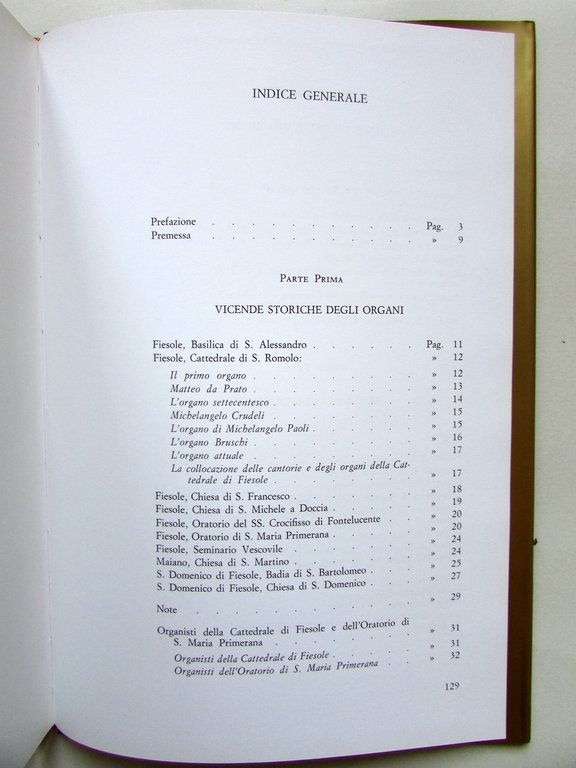 INDICE GENERALE
Prefazione . . . . . . . . . . . Pag. 3
Premessa . . . . . . . . . . . » 9
PARTE PRIMA
VICENDE STORICHE DEGLI ORGANI
Fiesole, Basilica di S. Alessandro . . . . . . Pag. 11
Fiesole, Cattedrale di S. Romolo: » 12
Il primo organo . . . . . . . . » 12
Matteo da Prato . . . . . . . . » 13
L'organo settecentesco . . . . . . » 14
Michelangelo Crudeli . . . . . . . » 15
L'organo di Michelangelo Paoli . . . . . » 15
L'organo Bruschi . . . . . . . . » 16
L'organo attuale . . . . . . . . » 17
La collocazione delle cantorie e degli organi della Cat-
tedrale di Fiesole . . . . . . . » 17
Fiesole, Chiesa di S. Francesco . . . . . . » 18
Fiesole, Chiesa di S. Michele a Doccia . . . . . » 19
Fiesole, Oratorio del SS. Crocifisso di Fontelucente . . . » 20
Fiesole, Oratorio di S. Maria Primerana . . . . . » 20
Fiesole, Seminario Vescovile . . . . . . . » 24
Maiano, Chiesa di S. Martino . . . . . . . » 24
S. Domenico di Fiesole, Badia di S. Bartolomeo . . . . » 25
S. Domenico di Fiesole, Chiesa di S. Domenico . . . . » 27
Note . . . . . . . . . . . » 29
Organisti della Cattedrale di Fiesole e dell'Oratorio di
S. Maria Primerana . . . . . . . . » 31
Organisti della Cattedrale di Fiesole . . . . . » 31
Organisti dell'Oratorio di S. Maria Primerana . . . » 32
129